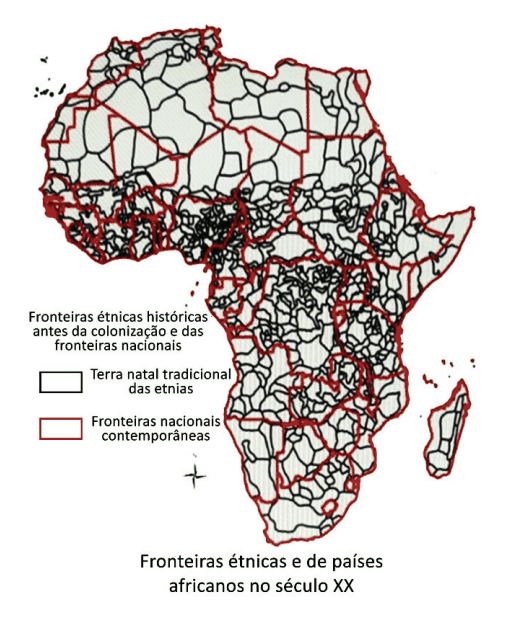 Fronteiras étnicas históricas
antes da colonização e das
fronteiras nacionais
Terra natal tradicional
das etnias
Fronteiras nacionais
contemporâneas
Fronteiras étnicas e de países
africanos no século XX